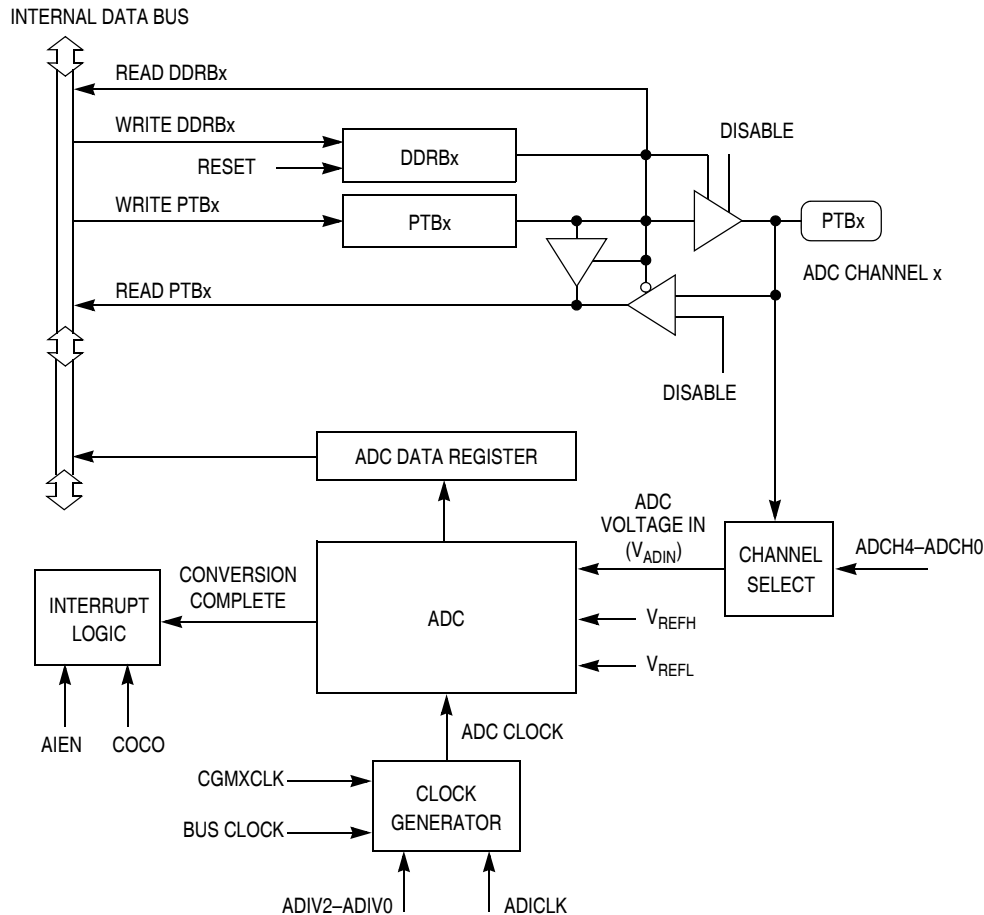 INTERNAL DATA BUS
READ DDRBx
WRITE DDRBx
DISABLE
DDRBx
RESET
WRITE PTBx
PTBx
PTBx
ADC CHANNEL x
READ PTBx
DISABLE
ADC DATA REGISTER
ADC
VOLTAGE IN
(VADIN)
CHANNEL
SELECT
ADCH4–ADCH0
CONVERSION
COMPLETE
INTERRUPT
LOGIC
ADC
VREFH
VREFL
AIEN
COCO
ADC CLOCK
CGMXCLK
CLOCK
GENERATOR
BUS CLOCK
ADIV2–ADIV0
ADICLK